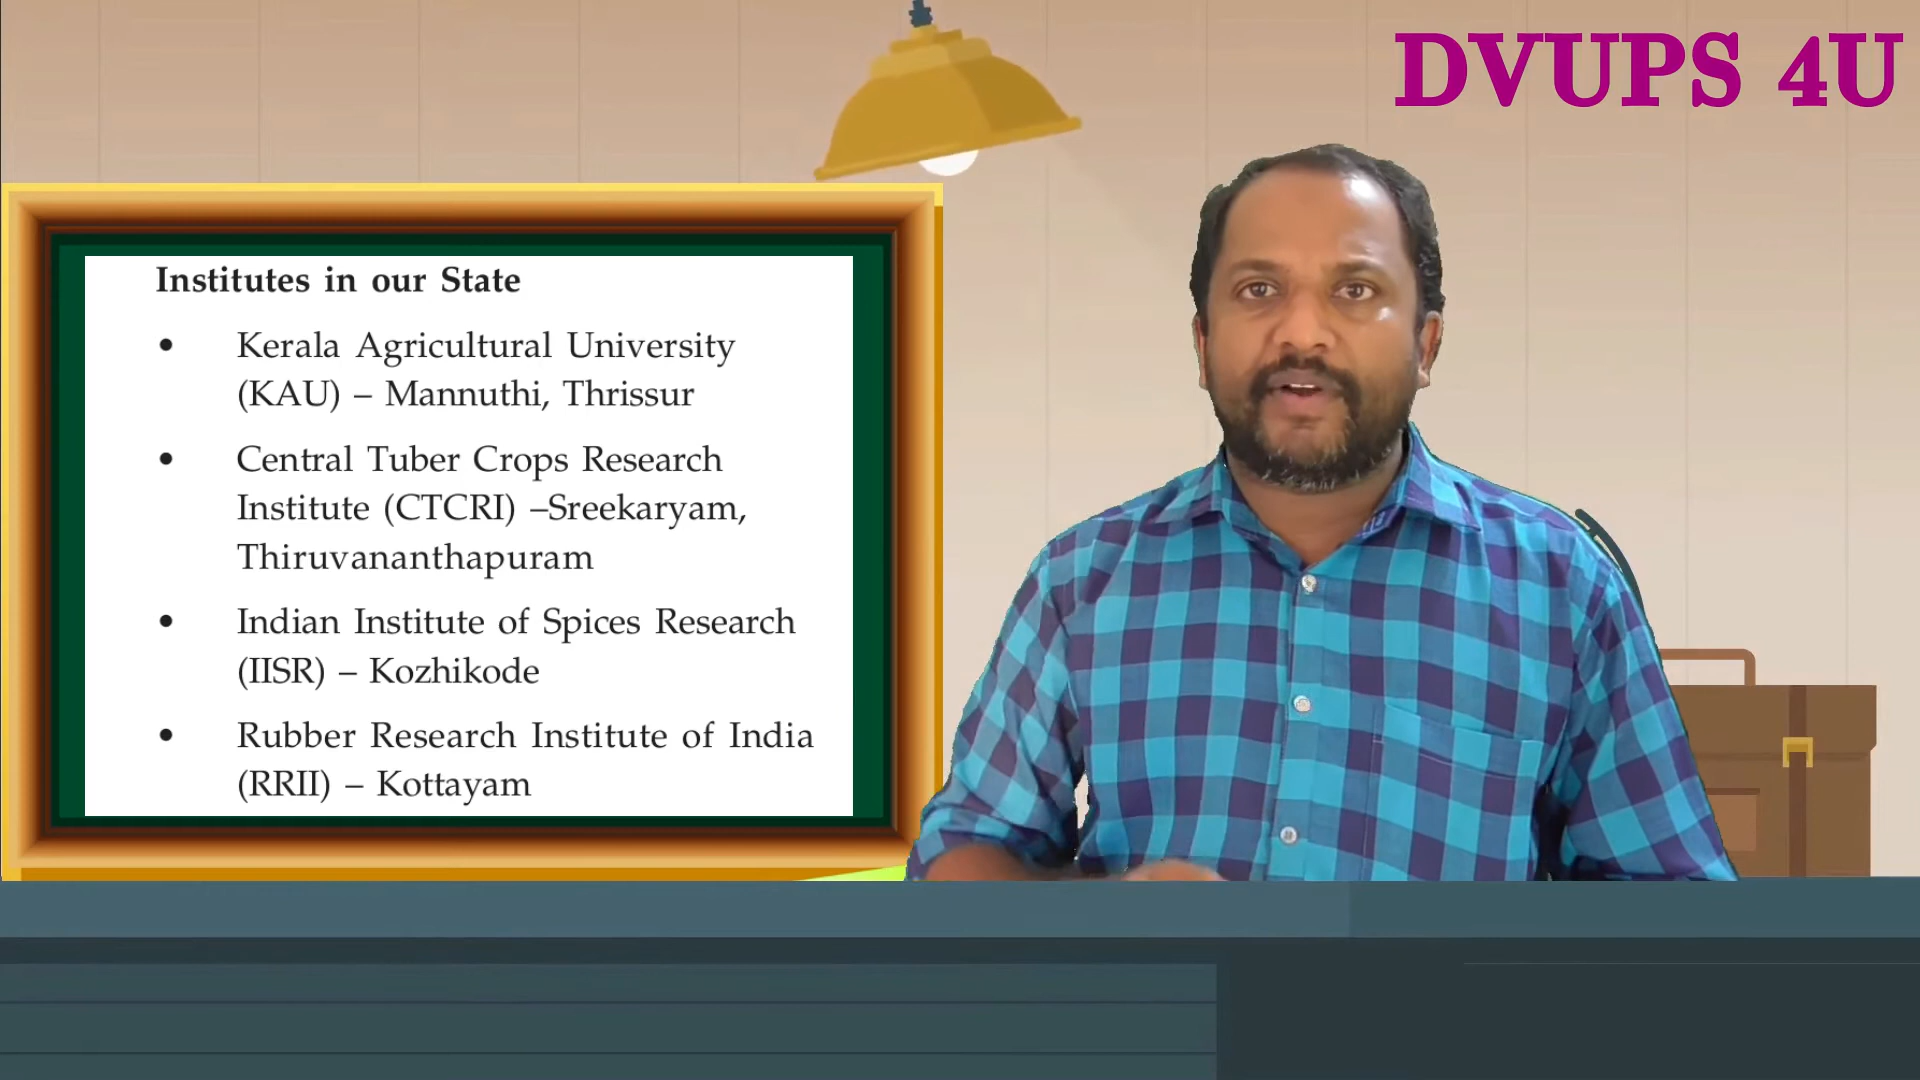 DVUPS 4U
Institutes in our State
• Kerala Agricultural University
(KAU) – Mannuthi, Thrissur
• Central Tuber Crops Research
Institute (CTCRI) –Sreekaryam,
Thiruvananthapuram
• Indian Institute of Spices Research
(IISR) – Kozhikode
• Rubber Research Institute of India
(RRII) – Kottayam